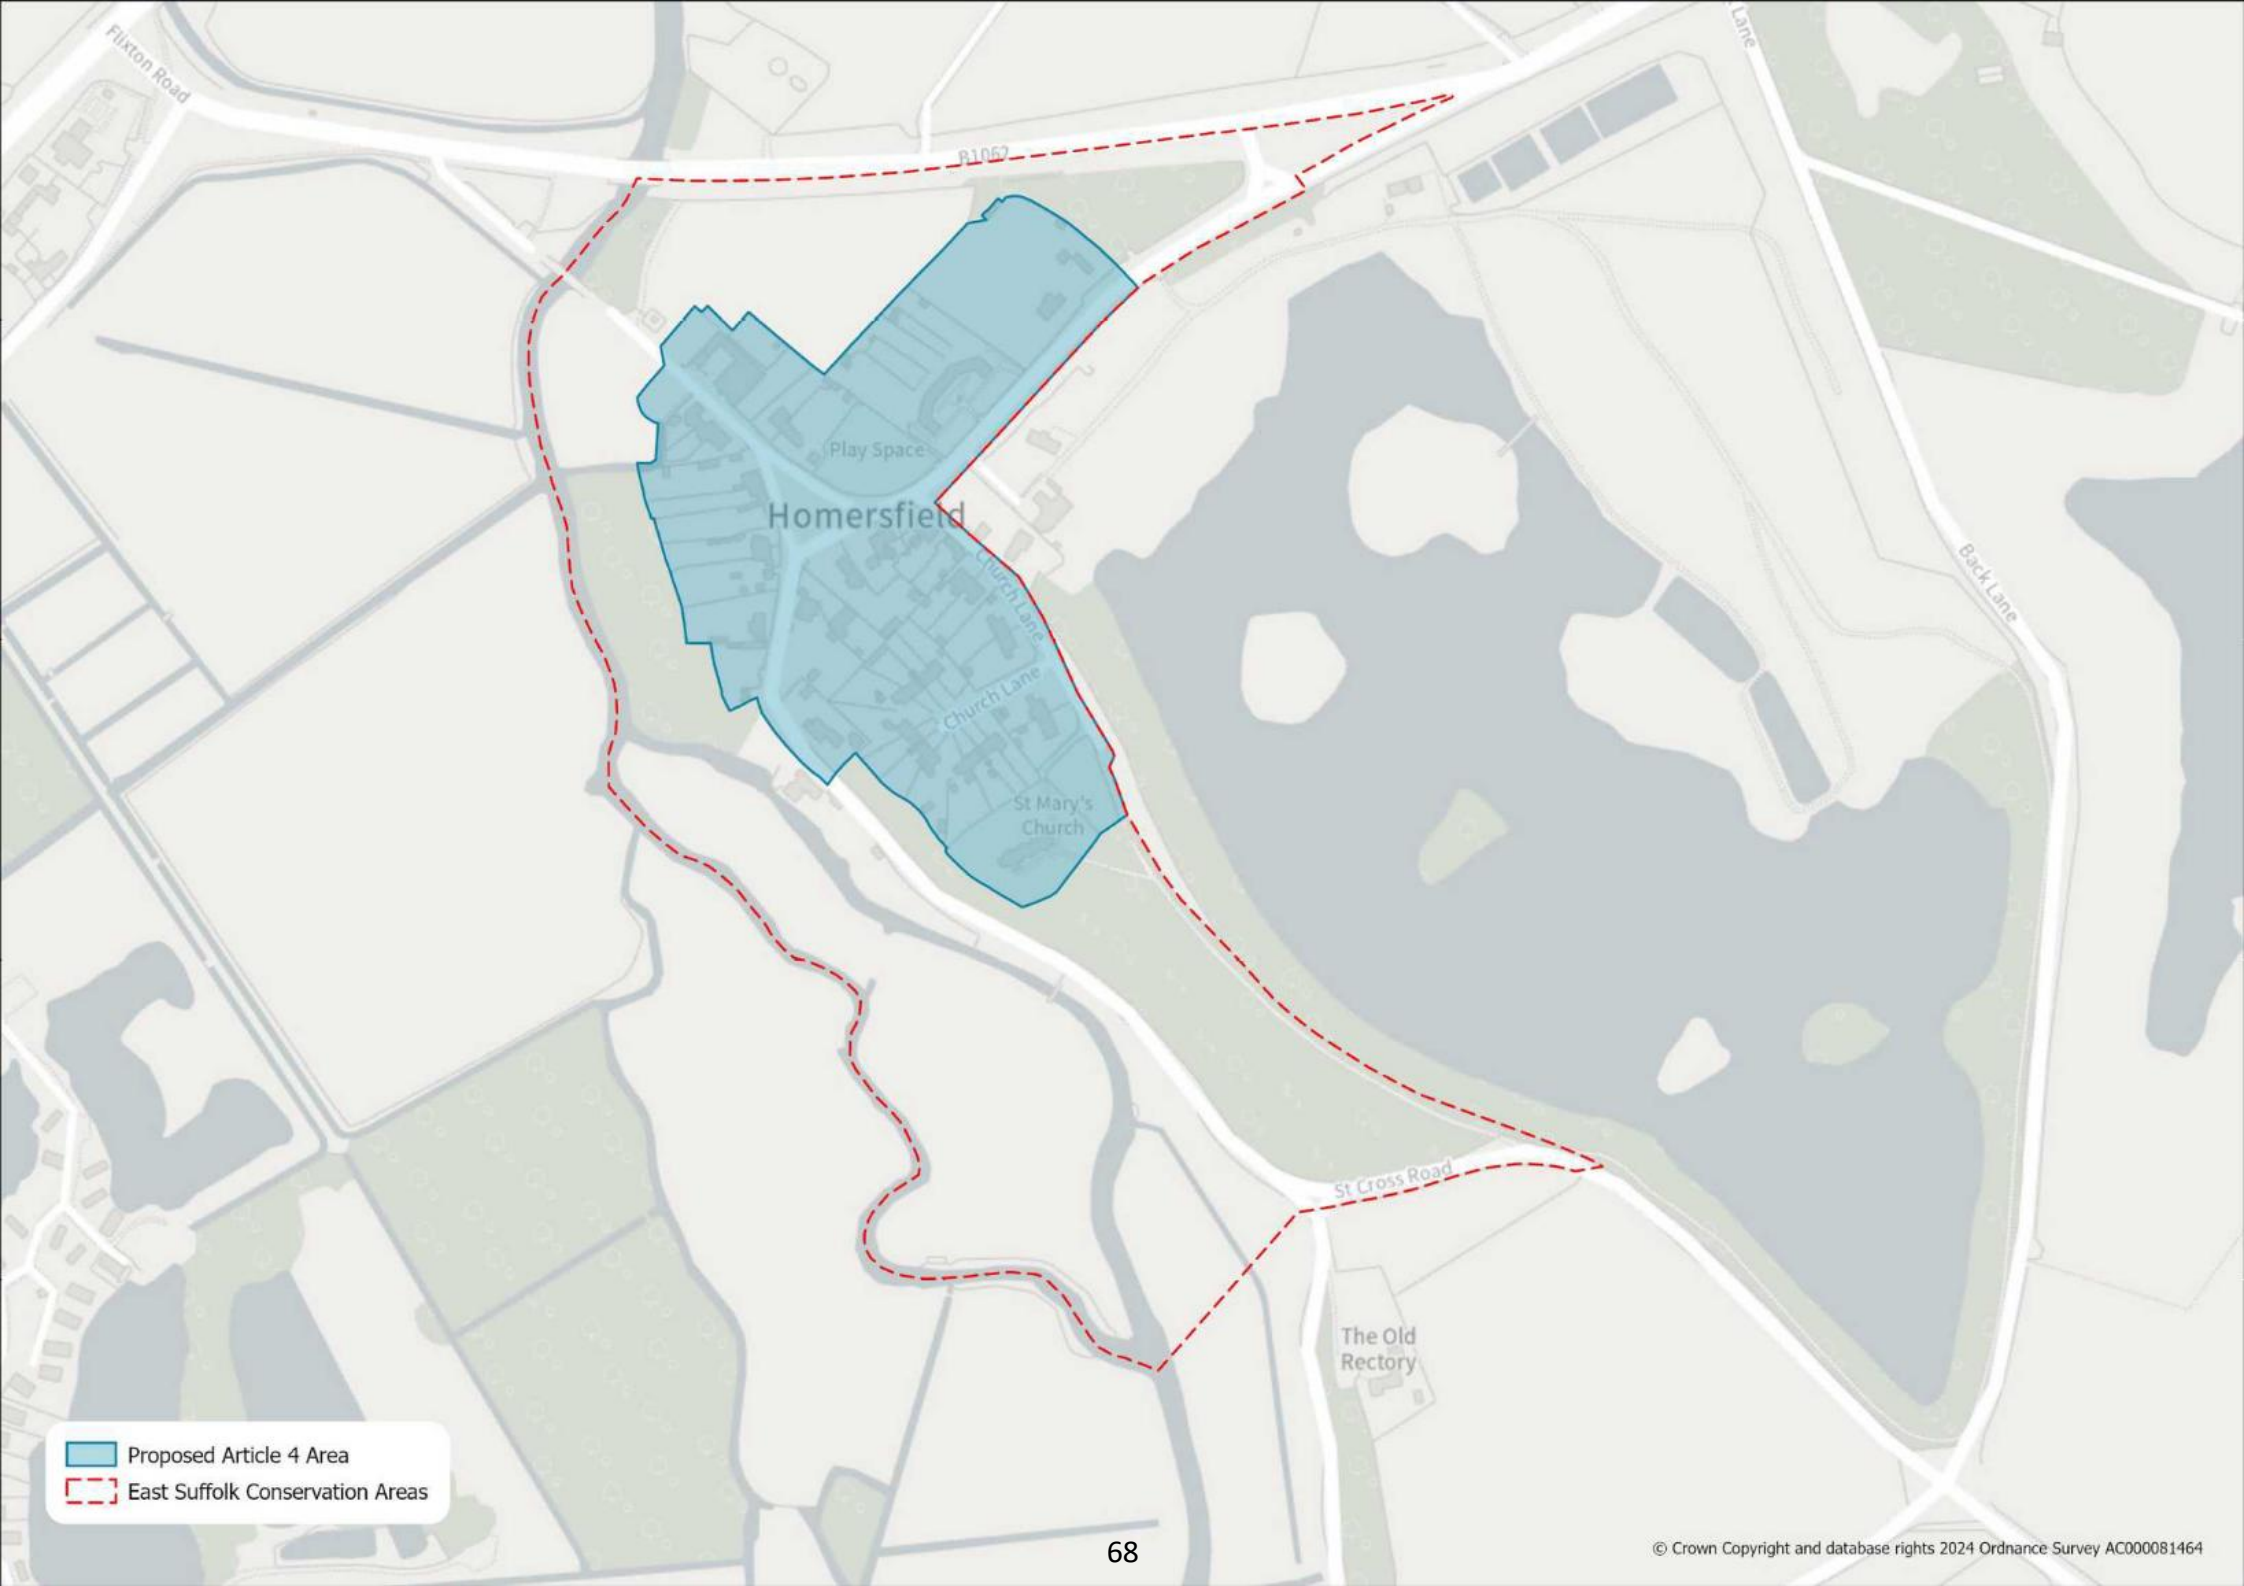 Flixton Road
Lane
B1062
Play Space
Homersfield
Church Lane
Church Lane
Back Lane
St Mary's
Church
St Cross Road
The Old
Rectory
Proposed Article 4 Area
East Suffolk Conservation Areas
68
© Crown Copyright and database rights 2024 Ordnance Survey AC000081464